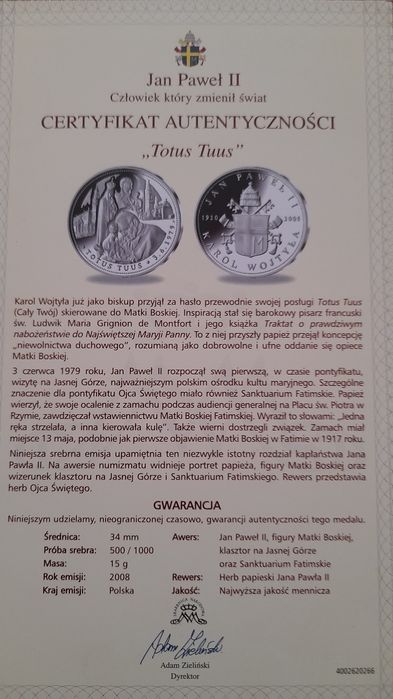 Jan Paweł II
Człowiek który zmienił świat
CERTYFIKAT AUTENTYCZNOŚCI
„Totus Tuus”
TOTUS TUUS • 3.6.1979
JAN PAWEŁ II
1920 2005
KAROL WOJTYŁA
Karol Wojtyła już jako biskup przyjął za hasło przewodnie swojej posługi Totus Tuus
(Cały Twój) skierowane do Matki Boskiej. Inspiracją stał się barokowy pisarz francuski
św. Ludwik Maria Grignion de Montfort i jego książka Traktat o prawdziwym
nabożeństwie do Najświętszej Maryji Panny. To z niej przyszły papież przejął koncepcję
„niewolnictwa duchowego”, rozumianą jako dobrowolne i ufne oddanie się opiece
Matki Boskiej.
3 czerwca 1979 roku, Jan Paweł II rozpoczął swą pierwszą, w czasie pontyfikatu,
wizytę na Jasnej Górze, najważniejszym polskim ośrodku kultu maryjnego. Szczególne
znaczenie dla pontyfikatu Ojca Świętego miało również Sanktuarium Fatimskie. Papież
wierzył, że swoje ocalenie z zamachu podczas audiencji generalnej na Placu św. Piotra w
Rzymie, zawdzięczał wstawiennictwu Matki Boskiej Fatimskiej. Wyraził to słowami: „Jedna
ręka strzelała, a inna kierowała kulę”. Także wierni dostrzegli związek. Zamach miał
miejsce 13 maja, podobnie jak pierwsze objawienie Matki Boskiej w Fatimie w 1917 roku.
Niniejsza srebrna emisja upamiętnia ten niezwykle istotny rozdział kapłaństwa Jana
Pawła II. Na awersie numizmatu widnieje portret papieża, figury Matki Boskiej oraz
wizerunek klasztoru na Jasnej Górze i Sanktuarium Fatimskiego. Rewers przedstawia
herb Ojca Świętego.
GWARANCJA
Niniejszym udzielamy, nieograniczonej czasowo, gwarancji autentyczności tego medalu.
Średnica: 34 mm Awers: Jan Paweł II, figury Matki Boskiej,
Próba srebra: 500 / 1000 klasztor na Jasnej Górze
Masa: 15 g oraz Sanktuarium Fatimskie
Rok emisji: 2008 Rewers: Herb papieski Jana Pawła II
Kraj emisji: Polska Jakość: Najwyższa jakość mennicza
SKARBNICA NARODOWA
Adam Zieliński
Adam Zieliński
Dyrektor
4002620266